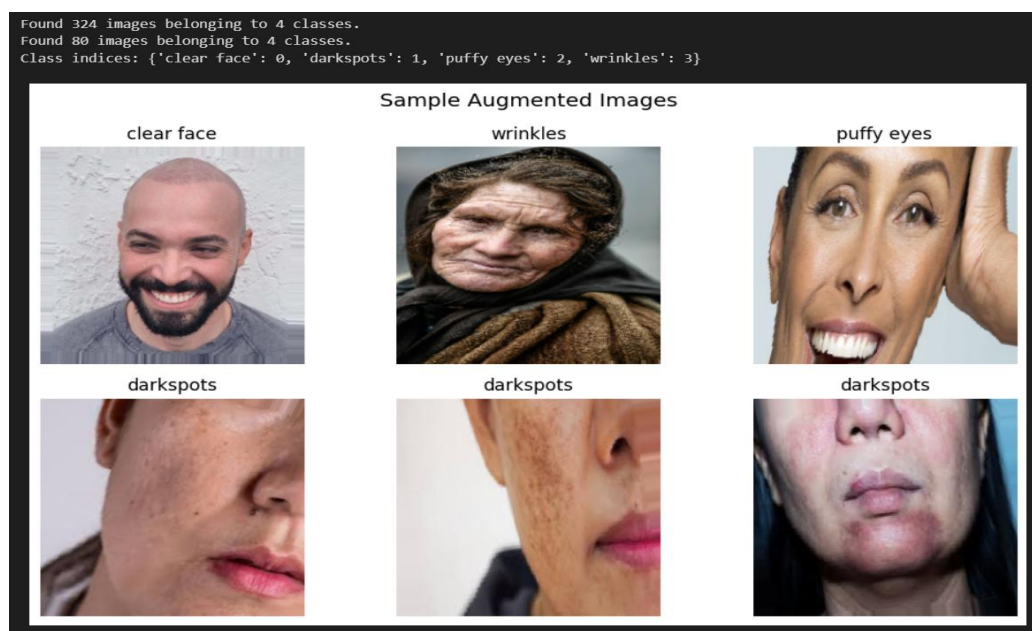 Found 324 images belonging to 4 classes.
Found 80 images belonging to 4 classes.
Class indices: {'clear face': 0, 'darkspots': 1, 'puffy eyes': 2, 'wrinkles': 3}
Sample Augmented Images
clear face
wrinkles
puffy eyes
darkspots
darkspots
darkspots